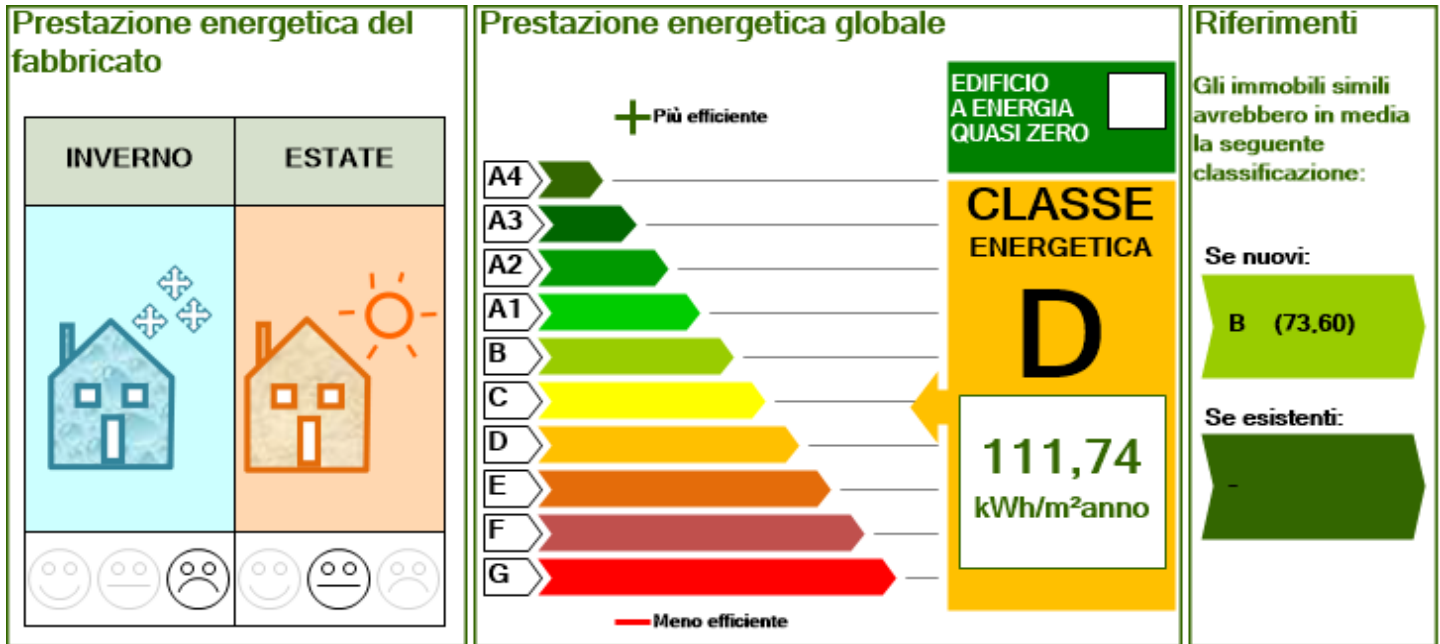 Prestazione energetica del
fabbricato
INVERNO
ESTATE
Prestazione energetica globale
Più efficiente
A4
A3
A2
A1
B
C
D
E
F
G
Meno efficiente
EDIFICIO
A ENERGIA
QUASI ZERO
CLASSE
ENERGETICA
D
111,74
kWh/m²anno
Riferimenti
Gli immobili simili
avrebbero in media
la seguente
classificazione:
Se nuovi:
B (73,60)
Se esistenti:
-